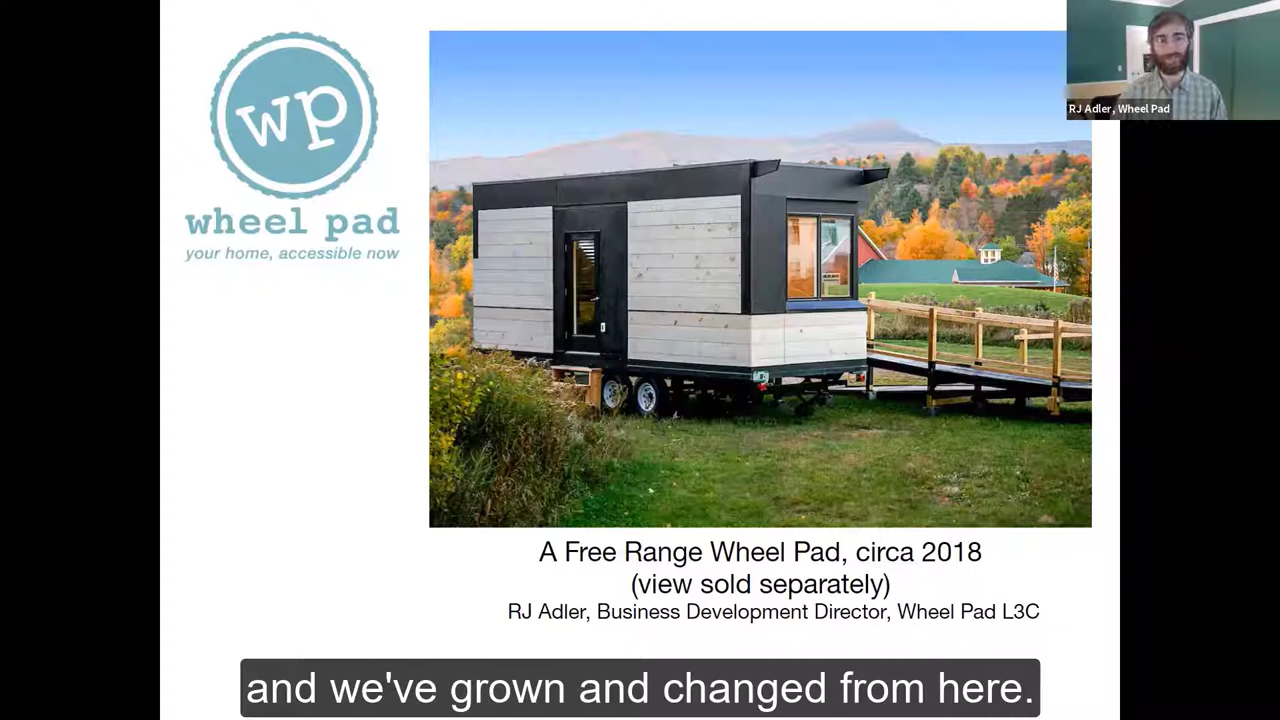 wp
wheel pad
your home, accessible now
RJ Adler, Wheel Pad
A Free Range Wheel Pad, circa 2018
(view sold separately)
RJ Adler, Business Development Director, Wheel Pad L3C
and we've grown and changed from here.